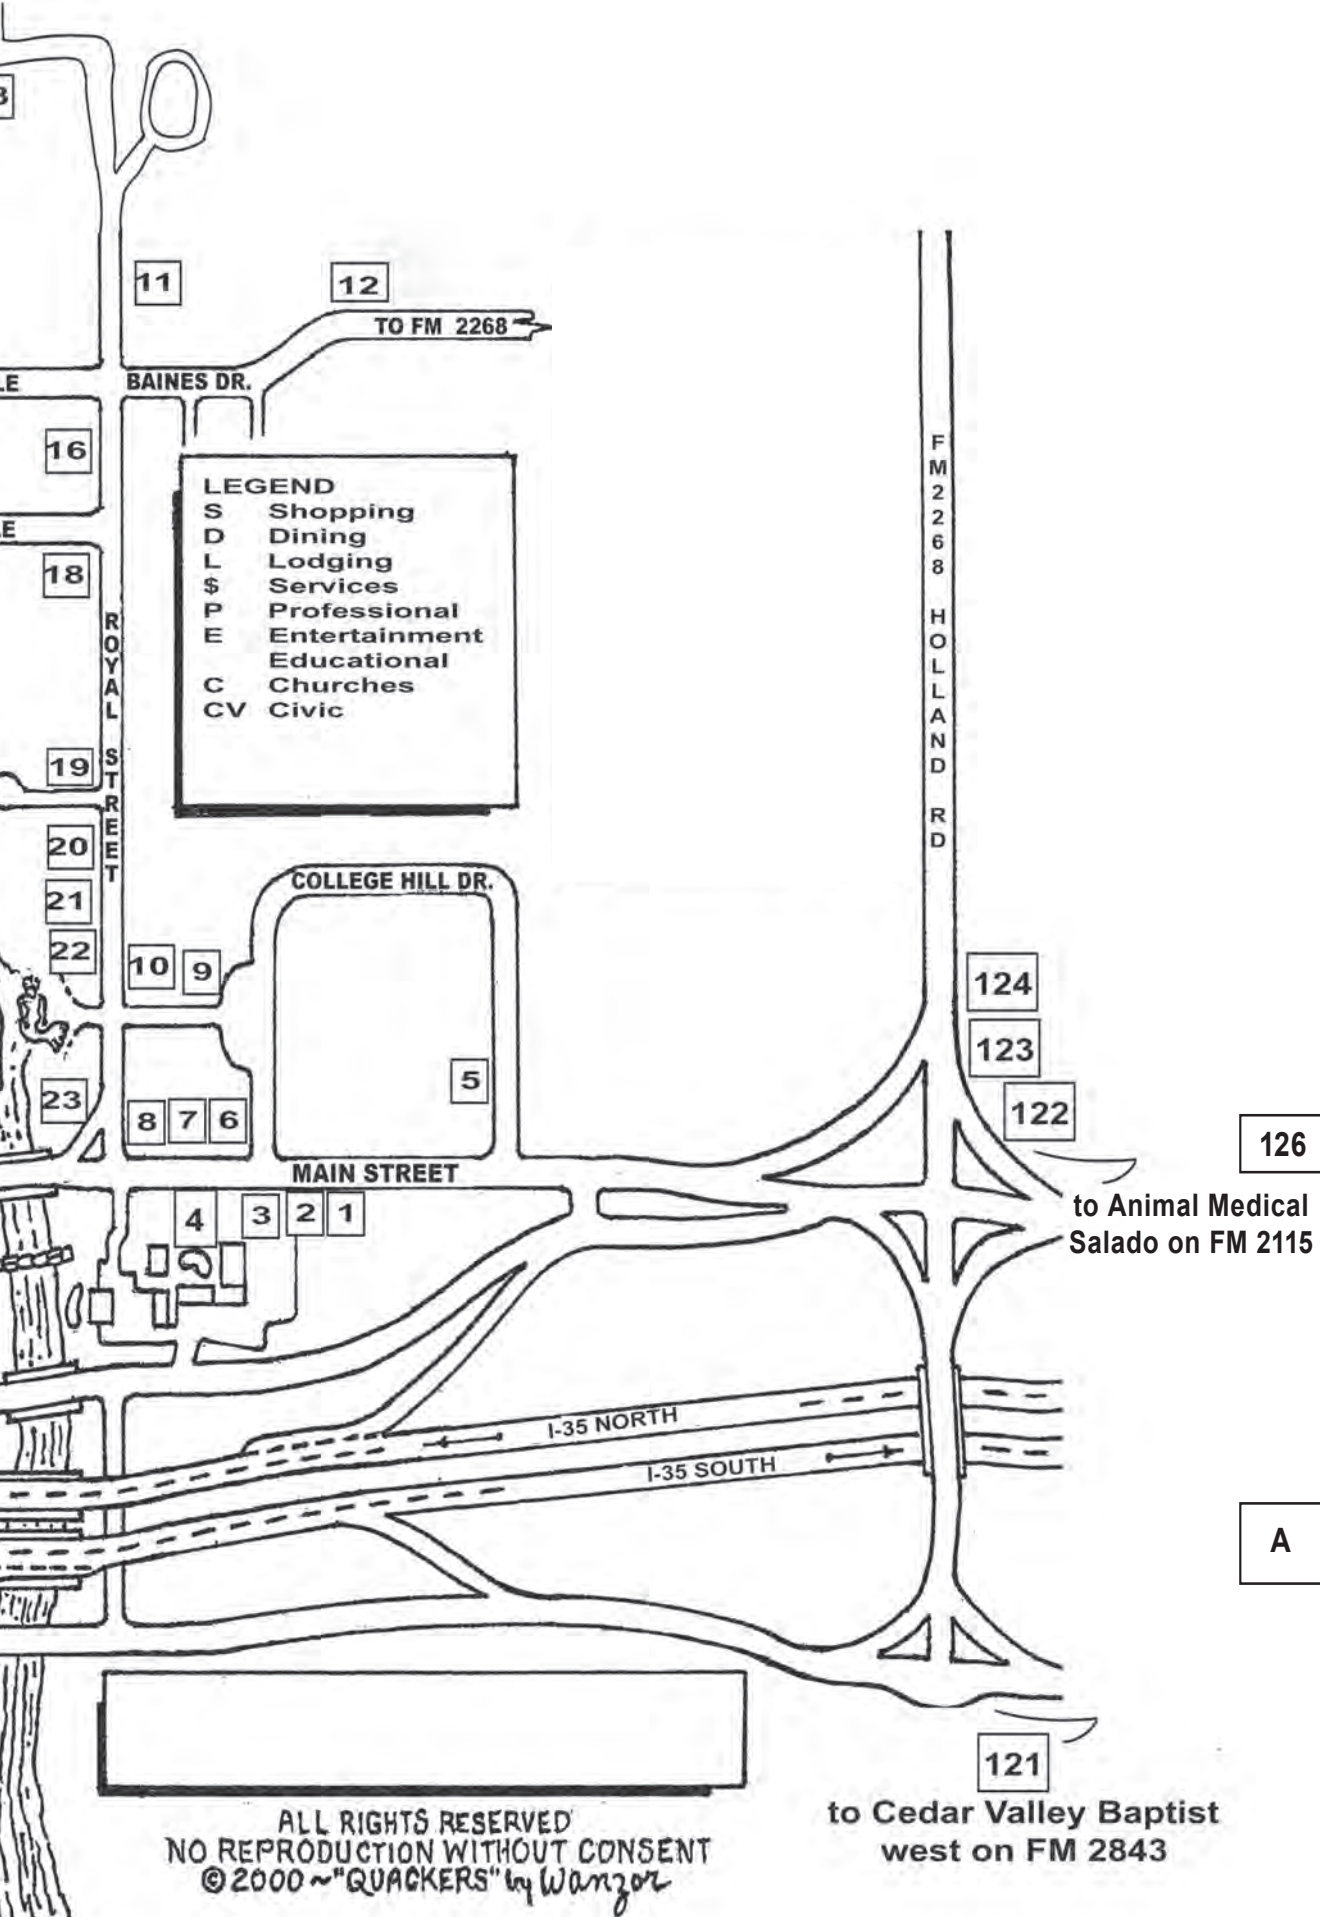 11
12
TO FM 2268
LE
BAINES DR.
16
LE
18
LEGEND
S Shopping
D Dining
L Lodging
$ Services
P Professional
E Entertainment
Educational
C Churches
CV Civic
ROYAL STREET
FM2268 HOLLAND RD
19
20
21
22
COLLEGE HILL DR.
10
9
124
123
122
5
23
8
7
6
126
MAIN STREET
4
3
2
1
to Animal Medical
Salado on FM 2115
I-35 NORTH
I-35 SOUTH
A
121
to Cedar Valley Baptist
west on FM 2843
ALL RIGHTS RESERVED
NO REPRODUCTION WITHOUT CONSENT
©2000~"QUACKERS" by Wanzor